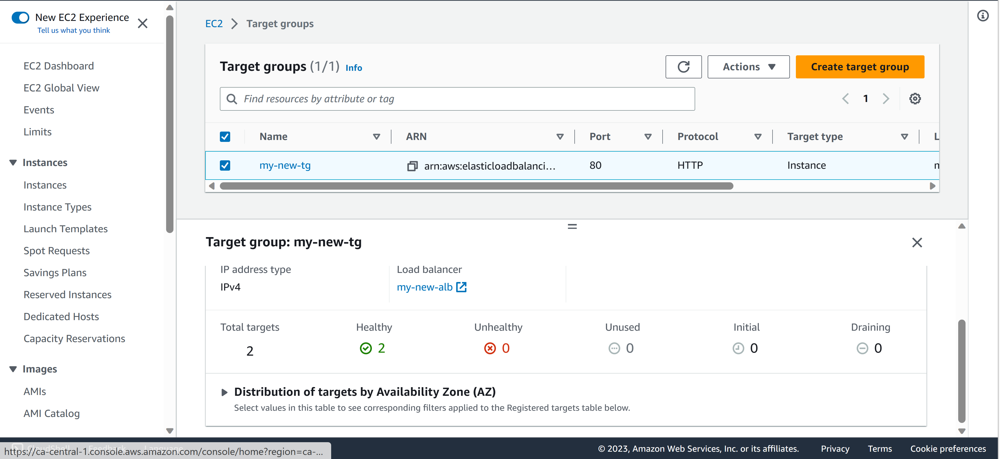 New EC2 Experience
Tell us what you think
EC2 Dashboard
EC2 Global View
Events
Limits
Instances
Instances
Instance Types
Launch Templates
Spot Requests
Savings Plans
Reserved Instances
Dedicated Hosts
Capacity Reservations
Images
AMIs
AMI Catalog
EC2 > Target groups
Target groups (1/1) Info
Actions
Create target group
Find resources by attribute or tag
1
Name ARN Port Protocol Target type L
my-new-tg arn:aws:elasticloadbalanci... 80 HTTP Instance
Target group: my-new-tg
IP address type
IPv4
Load balancer
my-new-alb
Total targets Healthy Unhealthy Unused Initial Draining
2 2 0 0 0 0
Distribution of targets by Availability Zone (AZ)
Select values in this table to see corresponding filters applied to the Registered targets table below.
CloudShell Feedback Language
https://ca-central-1.console.aws.amazon.com/console/home?region=ca-...
© 2023, Amazon Web Services, Inc. or its affiliates. Privacy Terms Cookie preferences